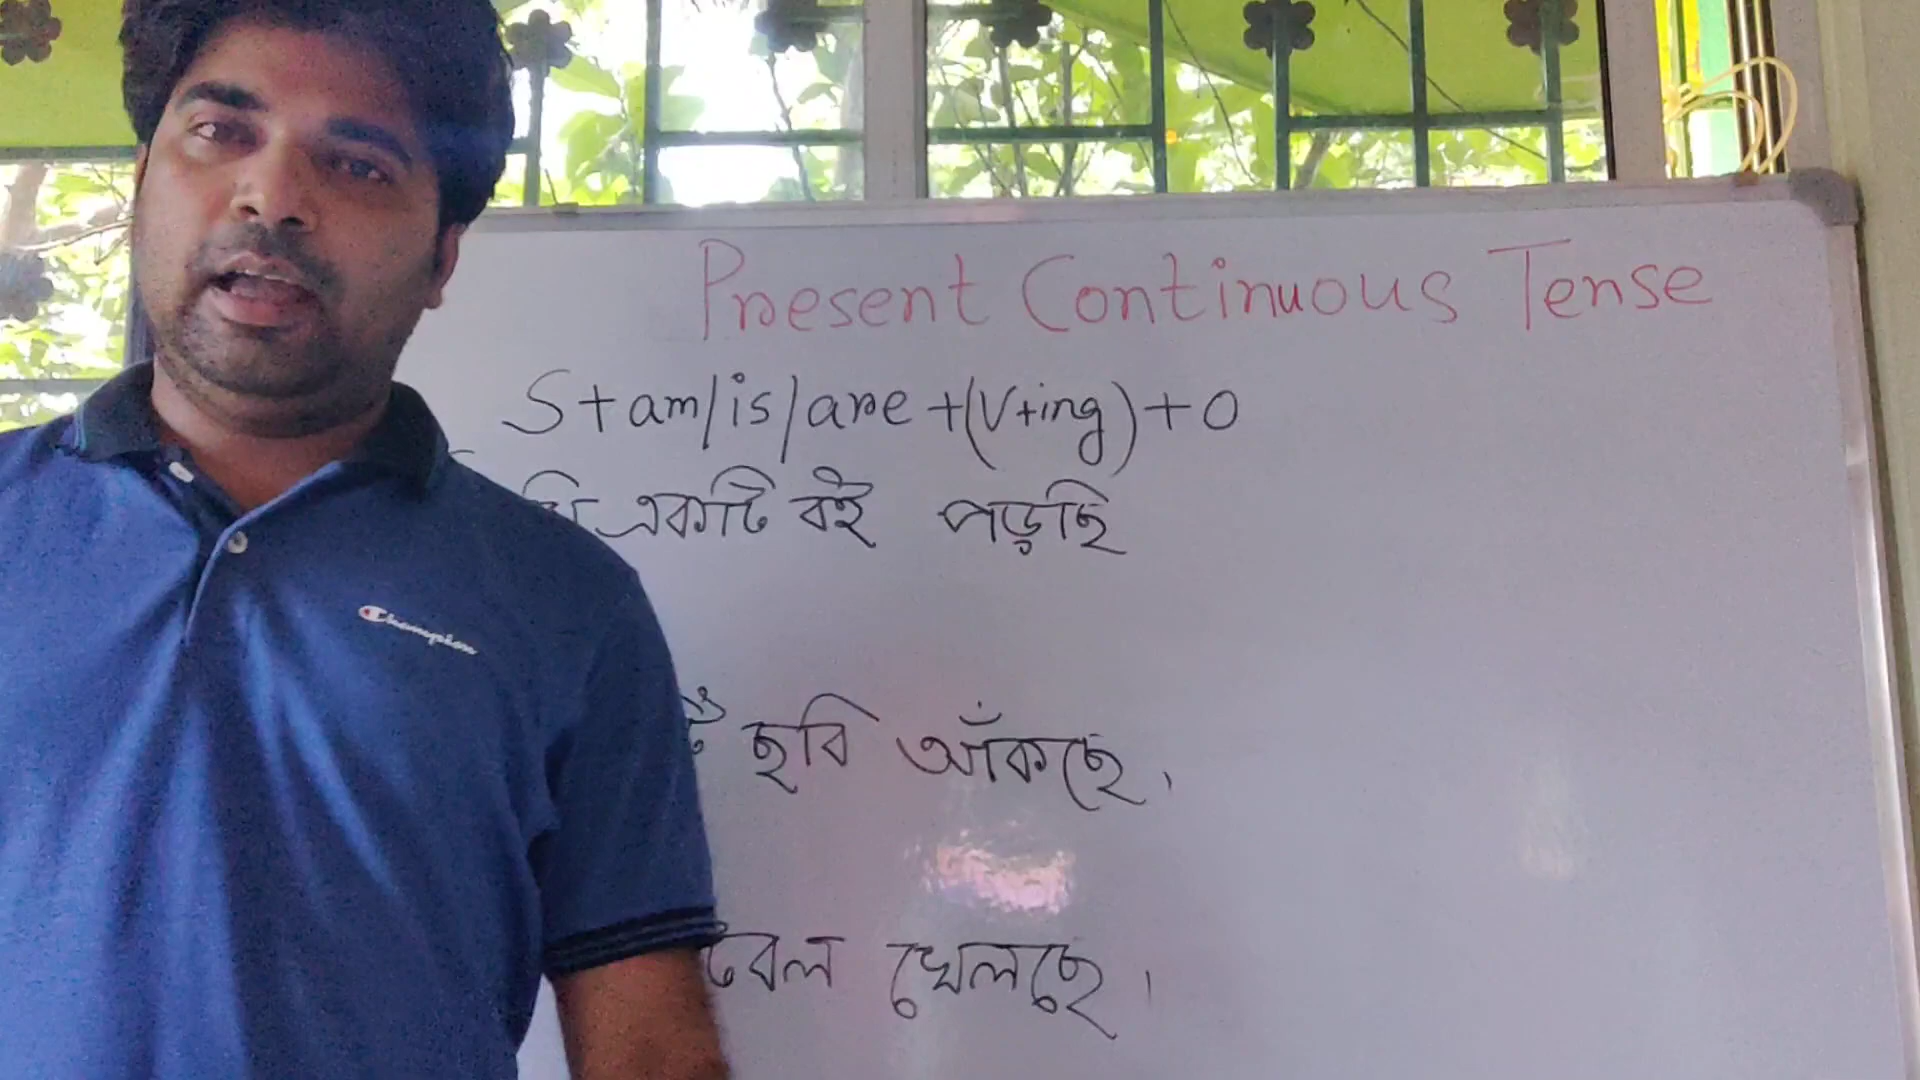 Present Continuous Tense
S+am/is/are+(V+ing)+O
একটি বই পড়ছি
ছবি আঁকছে।
খেলছে।
Champion